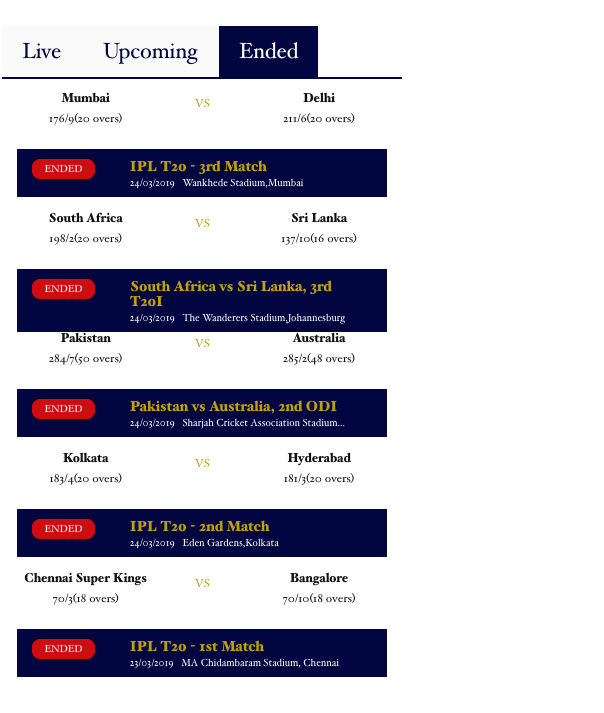 Live Upcoming Ended
Mumbai VS Delhi
176/9(20 overs) 211/6(20 overs)
ENDED IPL T20 - 3rd Match
24/03/2019 Wankhede Stadium,Mumbai
South Africa VS Sri Lanka
198/2(20 overs) 137/10(16 overs)
ENDED South Africa vs Sri Lanka, 3rd
T20I
24/03/2019 The Wanderers Stadium,Johannesburg
Pakistan VS Australia
284/7(50 overs) 285/2(48 overs)
ENDED Pakistan vs Australia, 2nd ODI
24/03/2019 Sharjah Cricket Association Stadium...
Kolkata VS Hyderabad
183/4(20 overs) 181/3(20 overs)
ENDED IPL T20 - 2nd Match
24/03/2019 Eden Gardens,Kolkata
Chennai Super Kings VS Bangalore
70/3(18 overs) 70/10(18 overs)
ENDED IPL T20 - 1st Match
23/03/2019 MA Chidambaram Stadium, Chennai